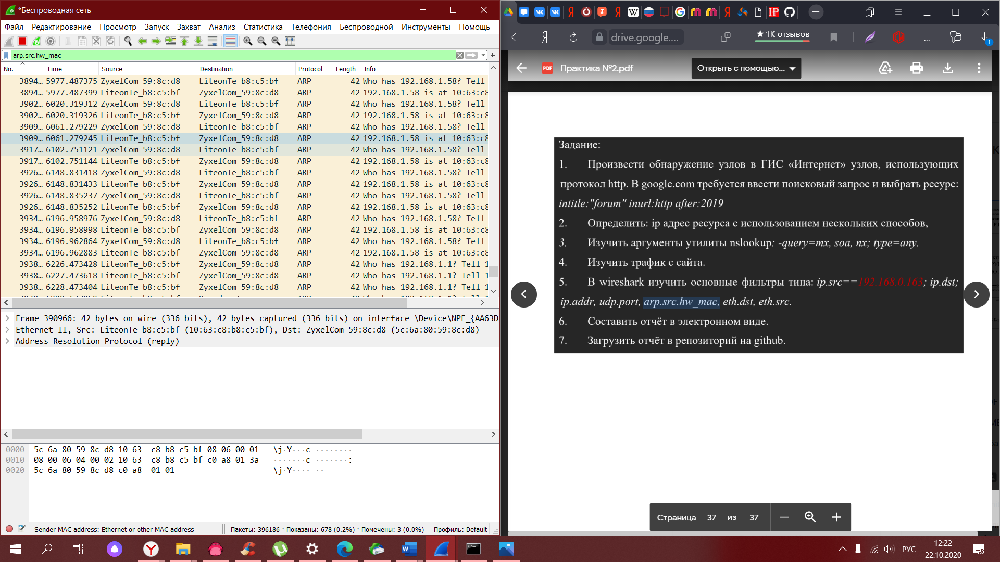 *Беспроводная сеть
Файл Редактирование Просмотр Запуск Захват Анализ Статистика Телефония Беспроводной Инструменты Помощь
arp.src.hw_mac
No. Time Source Destination Protocol Length Info
3894… 5977.487375 ZyxelCom_59:8c:d8 LiteonTe_b8:c5:bf ARP 42 Who has 192.168.1.58? Tell
3894… 5977.487399 LiteonTe_b8:c5:bf ZyxelCom_59:8c:d8 ARP 42 192.168.1.58 is at 10:63:c8
3902… 6020.319312 ZyxelCom_59:8c:d8 LiteonTe_b8:c5:bf ARP 42 Who has 192.168.1.58? Tell
3902… 6020.319326 LiteonTe_b8:c5:bf ZyxelCom_59:8c:d8 ARP 42 192.168.1.58 is at 10:63:c8
3909… 6061.279229 ZyxelCom_59:8c:d8 LiteonTe_b8:c5:bf ARP 42 Who has 192.168.1.58? Tell
3909… 6061.279245 LiteonTe_b8:c5:bf ZyxelCom_59:8c:d8 ARP 42 192.168.1.58 is at 10:63:c8
3917… 6102.751121 ZyxelCom_59:8c:d8 LiteonTe_b8:c5:bf ARP 42 Who has 192.168.1.58? Tell
3917… 6102.751144 LiteonTe_b8:c5:bf ZyxelCom_59:8c:d8 ARP 42 192.168.1.58 is at 10:63:c8
3926… 6148.831418 ZyxelCom_59:8c:d8 LiteonTe_b8:c5:bf ARP 42 Who has 192.168.1.58? Tell
3926… 6148.831433 LiteonTe_b8:c5:bf ZyxelCom_59:8c:d8 ARP 42 192.168.1.58 is at 10:63:c8
3926… 6148.835237 ZyxelCom_59:8c:d8 LiteonTe_b8:c5:bf ARP 42 Who has 192.168.1.58? Tell
3926… 6148.835252 LiteonTe_b8:c5:bf ZyxelCom_59:8c:d8 ARP 42 192.168.1.58 is at 10:63:c8
3934… 6196.958976 ZyxelCom_59:8c:d8 LiteonTe_b8:c5:bf ARP 42 Who has 192.168.1.58? Tell
3934… 6196.958998 LiteonTe_b8:c5:bf ZyxelCom_59:8c:d8 ARP 42 192.168.1.58 is at 10:63:c8
3934… 6196.962864 ZyxelCom_59:8c:d8 LiteonTe_b8:c5:bf ARP 42 Who has 192.168.1.58? Tell
3934… 6196.962883 LiteonTe_b8:c5:bf ZyxelCom_59:8c:d8 ARP 42 192.168.1.58 is at 10:63:c8
3938… 6226.473428 LiteonTe_b8:c5:bf ZyxelCom_59:8c:d8 ARP 42 Who has 192.168.1.1? Tell 1
3938… 6227.473618 LiteonTe_b8:c5:bf ZyxelCom_59:8c:d8 ARP 42 Who has 192.168.1.1? Tell 1
3938… 6228.473404 LiteonTe_b8:c5:bf ZyxelCom_59:8c:d8 ARP 42 Who has 192.168.1.1? Tell 1
Frame 390966: 42 bytes on wire (336 bits), 42 bytes captured (336 bits) on interface \Device\NPF_{AA63D
Ethernet II, Src: LiteonTe_b8:c5:bf (10:63:c8:b8:c5:bf), Dst: ZyxelCom_59:8c:d8 (5c:6a:80:59:8c:d8)
Address Resolution Protocol (reply)
0000 5c 6a 80 59 8c d8 10 63 c8 b8 c5 bf 08 06 00 01 \j·Y···c ········
0010 08 00 06 04 00 02 10 63 c8 b8 c5 bf c0 a8 01 3a ·······c ·······:
0020 5c 6a 80 59 8c d8 c0 a8 01 01 \j·Y···· ··
Sender MAC address: Ethernet or other MAC address Пакеты: 396186 · Показаны: 678 (0.2%) · Помечены: 3 (0.0%) Профиль: Default
drive.google.... ★ 1K отзывов ...
PDF Практика №2.pdf Открыть с помощью...
Задание:
1. Произвести обнаружение узлов в ГИС «Интернет» узлов, использующих
протокол http. В google.com требуется ввести поисковый запрос и выбрать ресурс:
intitle:"forum" inurl:http after:2019
2. Определить: ip адрес ресурса с использованием нескольких способов,
3. Изучить аргументы утилиты nslookup: -query=mx, soa, nx; type=any.
4. Изучить трафик с сайта.
5. В wireshark изучить основные фильтры типа: ip.src==192.168.0.163; ip.dst;
ip.addr, udp.port, arp.src.hw_mac, eth.dst, eth.src.
6. Составить отчёт в электронном виде.
7. Загрузить отчёт в репозиторий на github.
Страница 37 из 37
РУС
12:22
22.10.2020